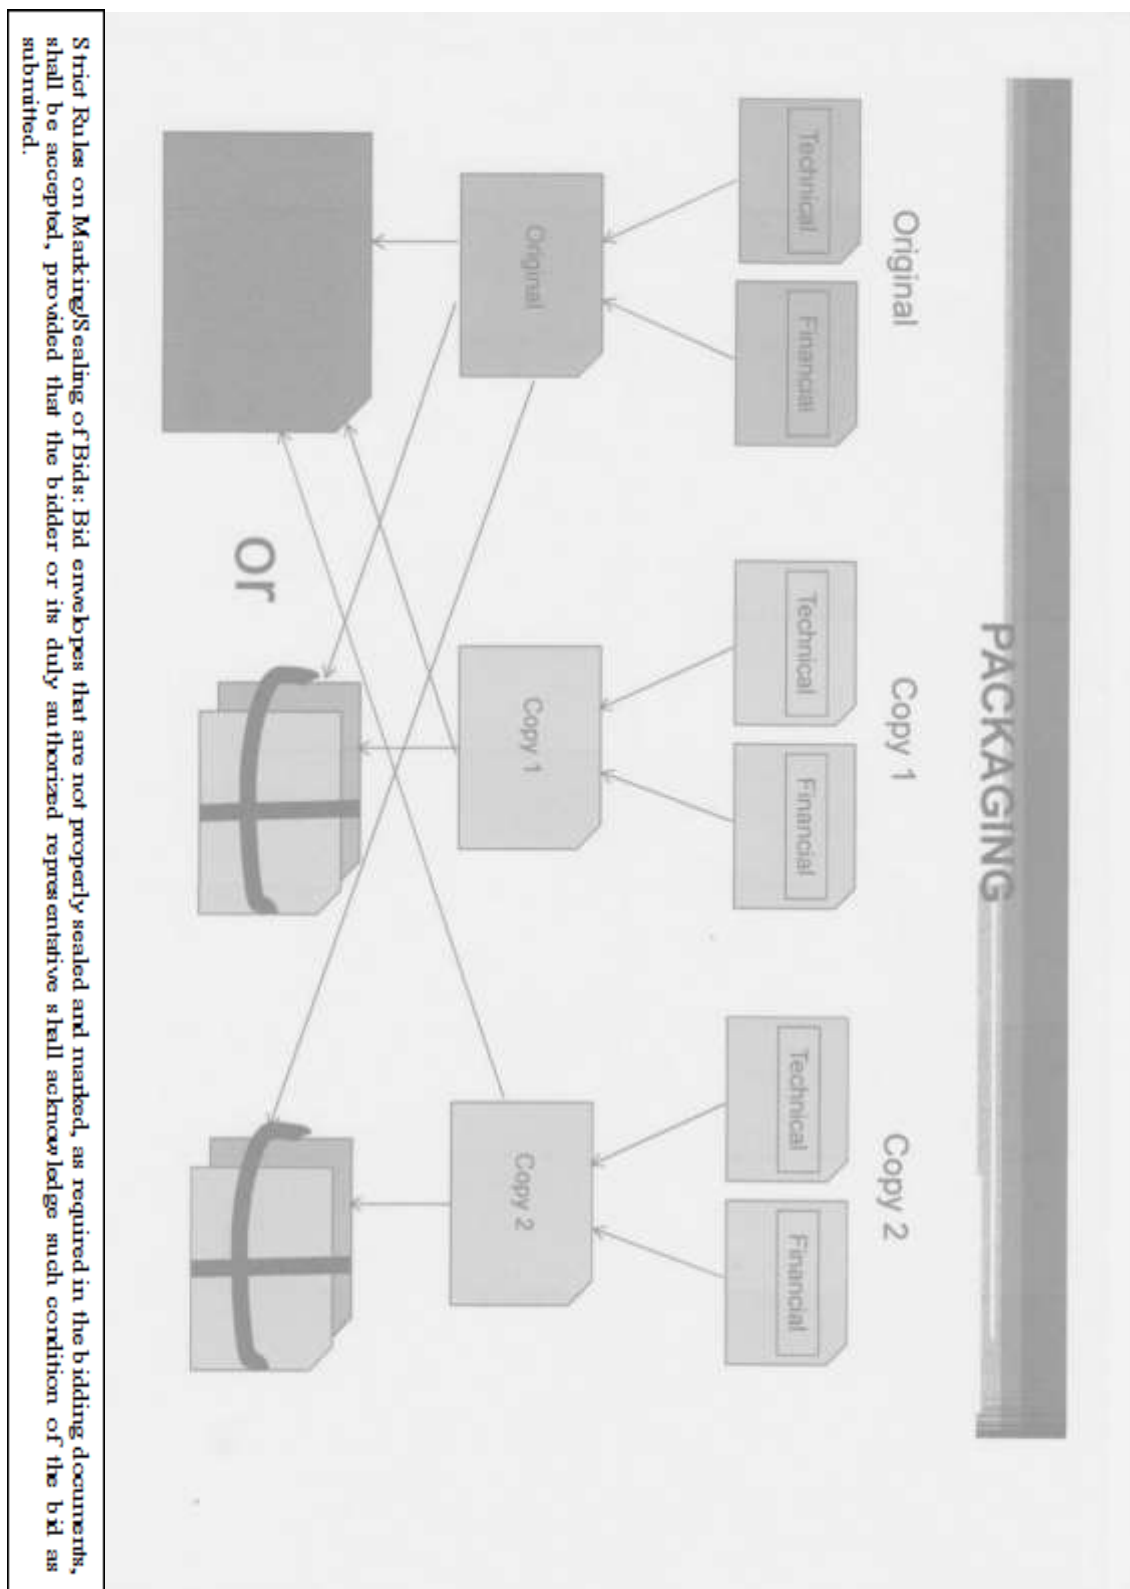 PACKAGING
Original
Copy 1
Copy 2
Technical
Financial
Technical
Financial
Technical
Financial
Original
Copy 1
Copy 2
or
Strict Rules on Marking/Sealing of Bids: Bid envelopes that are not properly sealed and marked, as required in the bidding documents,
shall be accepted, provided that the bidder or its duly authorized representative shall acknowledge such condition of the bid as
submitted.